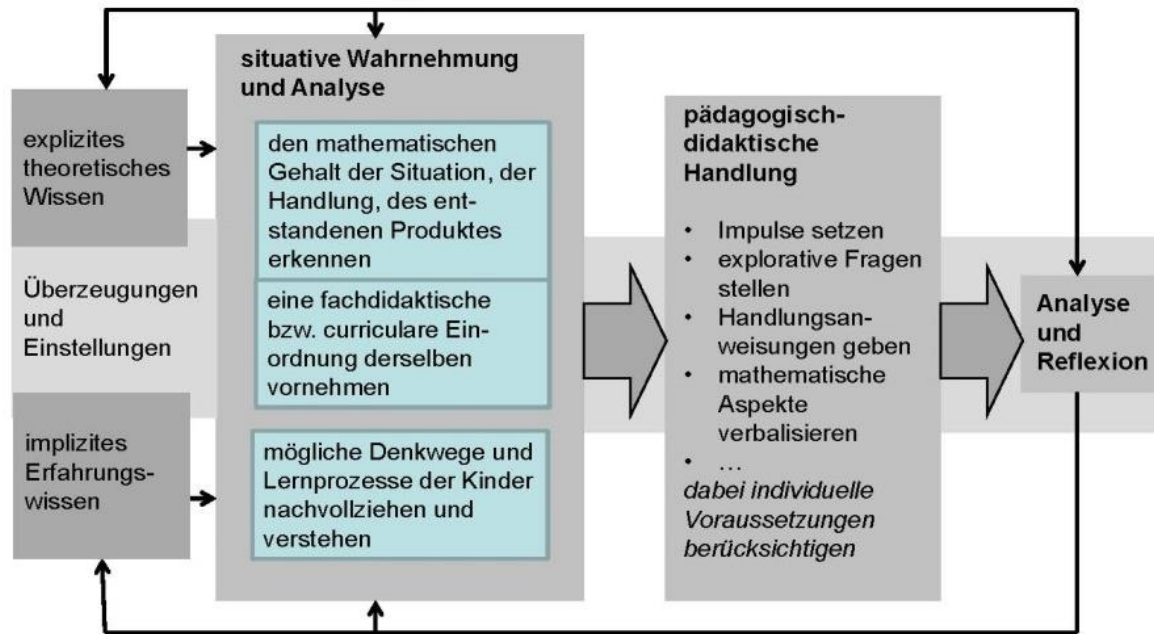 explizites
theoretisches
Wissen
Überzeugungen
und
Einstellungen
implizites
Erfahrungs-
wissen
situative Wahrnehmung
und Analyse
den mathematischen
Gehalt der Situation, der
Handlung, des ent-
standenen Produktes
erkennen
eine fachdidaktische
bzw. curriculare Ein-
ordnung derselben
vornehmen
mögliche Denkwege und
Lernprozesse der Kinder
nachvollziehen und
verstehen
pädagogisch-
didaktische
Handlung
• Impulse setzen
• explorative Fragen
stellen
• Handlungsan-
weisungen geben
• mathematische
Aspekte
verbalisieren
• …
dabei individuelle
Voraussetzungen
berücksichtigen
Analyse
und
Reflexion